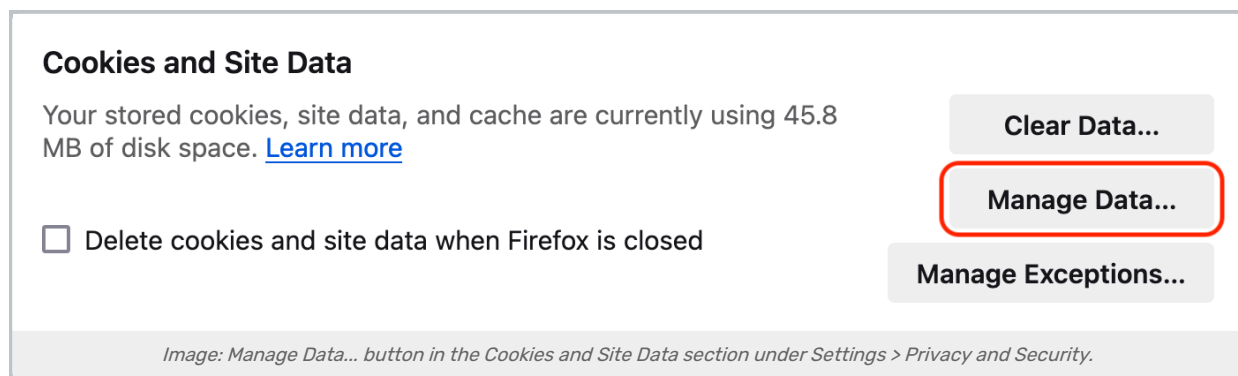 Cookies and Site Data
Your stored cookies, site data, and cache are currently using 45.8
MB of disk space. Learn more
Clear Data...
Manage Data...
Delete cookies and site data when Firefox is closed
Manage Exceptions...
Image: Manage Data... button in the Cookies and Site Data section under Settings > Privacy and Security.